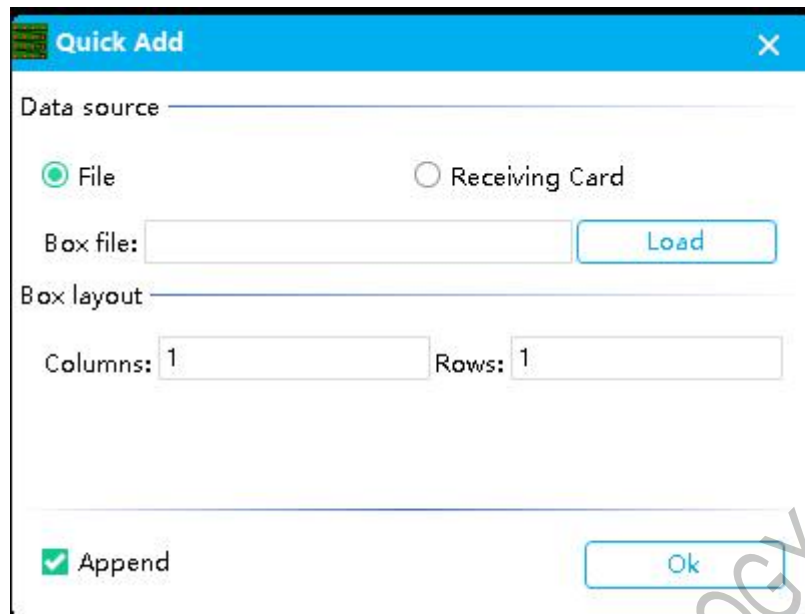 Quick Add
Data source
File Receiving Card
Box file: Load
Box layout
Columns: 1 Rows: 1
Append Ok